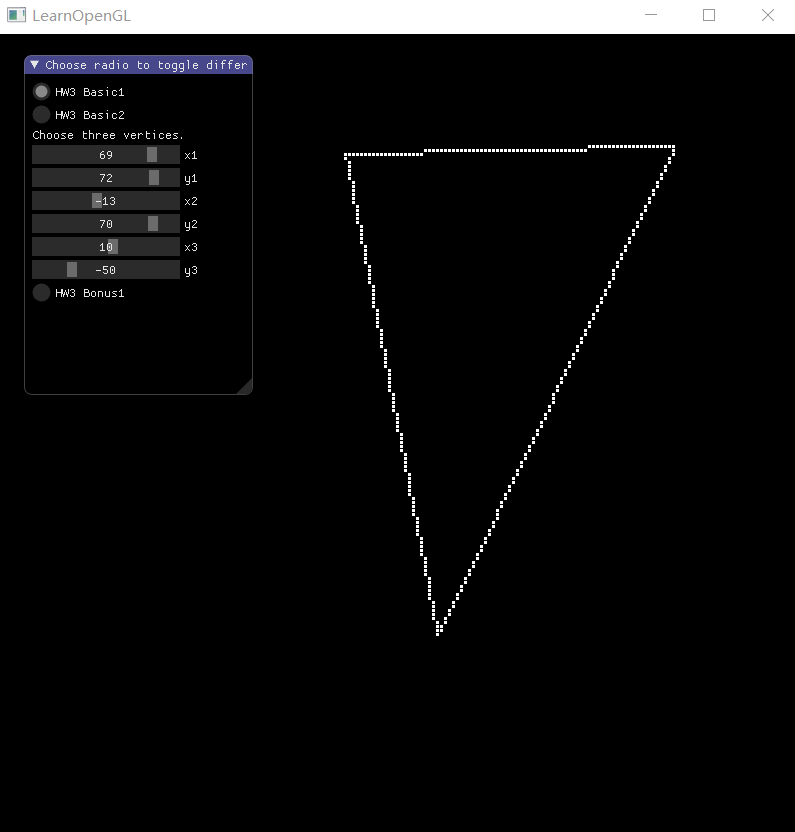 LearnOpenGL
Choose radio to toggle differ
HW3 Basic1
HW3 Basic2
Choose three vertices.
69 x1
72 y1
-13 x2
70 y2
10 x3
-50 y3
HW3 Bonus1